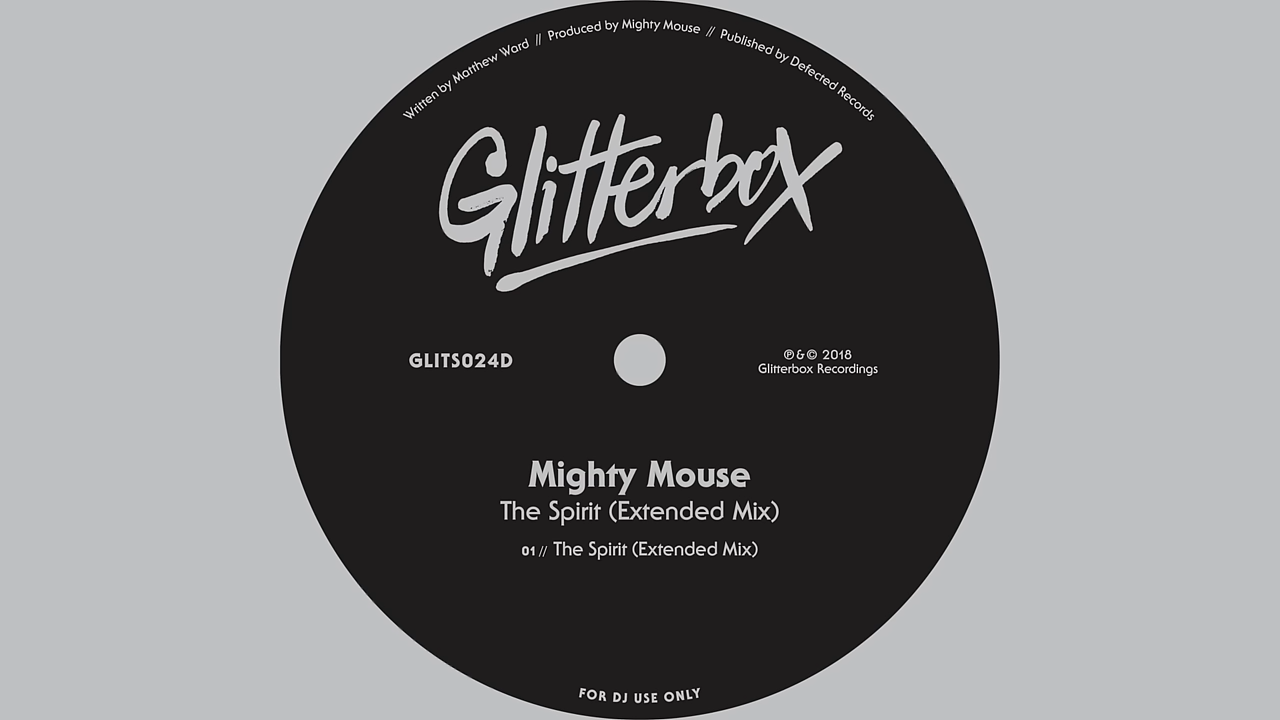 Written by Matthew Ward // Produced by Mighty Mouse // Published by Defected Records
Glitterbox
GLITS024D
℗ & © 2018
Glitterbox Recordings
Mighty Mouse
The Spirit (Extended Mix)
01 // The Spirit (Extended Mix)
FOR DJ USE ONLY